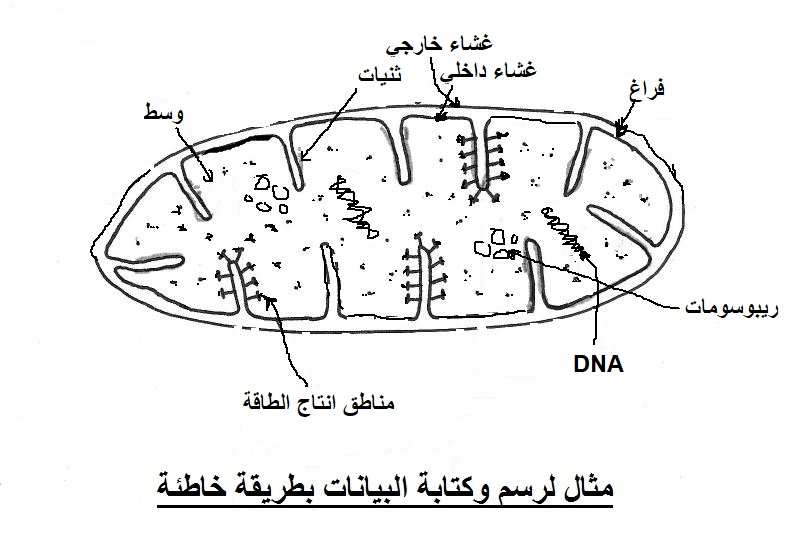 غشاء خارجي
غشاء داخلي
ثنيات
فراغ
وسط
ريبوسومات
DNA
مناطق انتاج الطاقة
مثال لرسم وكتابة البيانات بطريقة خاطئة